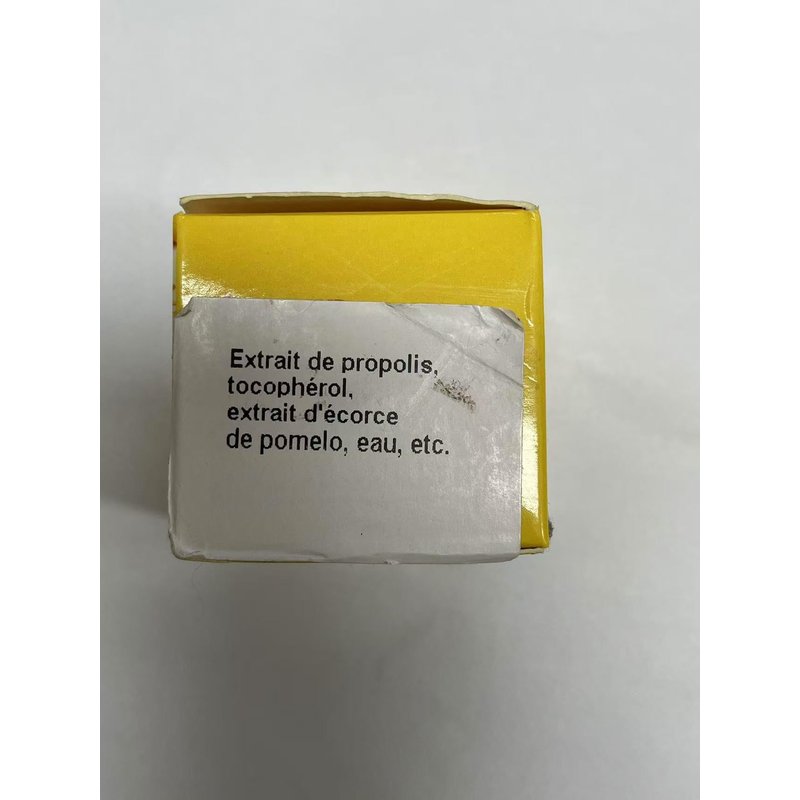 Extrait de propolis,
tocophérol,
extrait d'écorce
de pomelo, eau, etc.